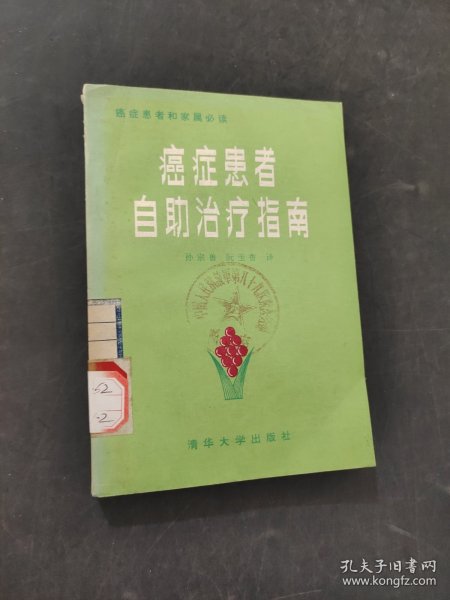 癌症患者和家属必读
癌症患者
自助治疗指南
孙宗鲁 阮玉杏 译
清华大学出版社
62
2
孔夫子旧书网
www.kongfz.com